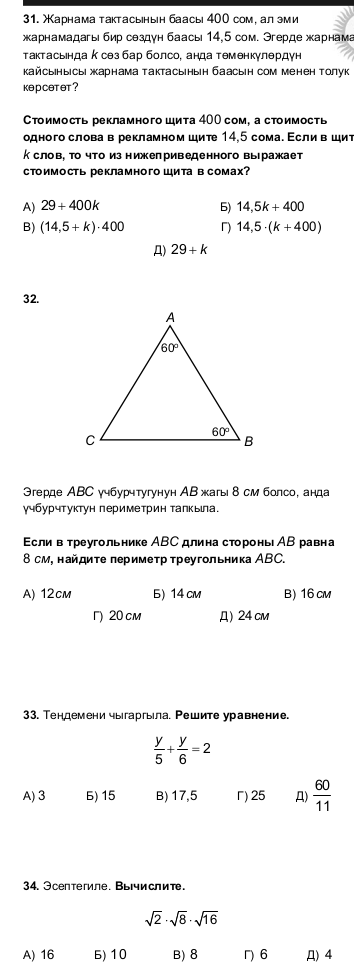 31. Жарнама тактасынын баасы 400 сом, ал эми
жарнамадагы бир сөздүн баасы 14,5 сом. Эгерде жарнама
тактасында k сөз бар болсо, анда төмөнкүлөрдүн
кайсынысы жарнама тактасынын баасын сом менен толук
көрсөтөт?
Стоимость рекламного щита 400 сом, а стоимость
одного слова в рекламном щите 14,5 сома. Если в щит
k слов, то что из нижеприведенного выражает
стоимость рекламного щита в сомах?
А) 29 + 400k Б) 14,5k + 400
В) (14,5 + k) · 400 Г) 14,5 · (k + 400)
Д) 29 + k
32.
A
60°
60°
C B
Эгерде ABC үчбурчтугунун AB жагы 8 см болсо, анда
үчбурчтуктун периметрин тапкыла.
Если в треугольнике ABC длина стороны AB равна
8 см, найдите периметр треугольника ABC.
А) 12 см Б) 14 см В) 16 см
Г) 20 см Д) 24 см
33. Теңдемени чыгаргыла. Решите уравнение.
y/5 + y/6 = 2
А) 3 Б) 15 В) 17,5 Г) 25 Д) 60/11
34. Эсептегиле. Вычислите.
√2 · √8 · √16
А) 16 Б) 10 В) 8 Г) 6 Д) 4